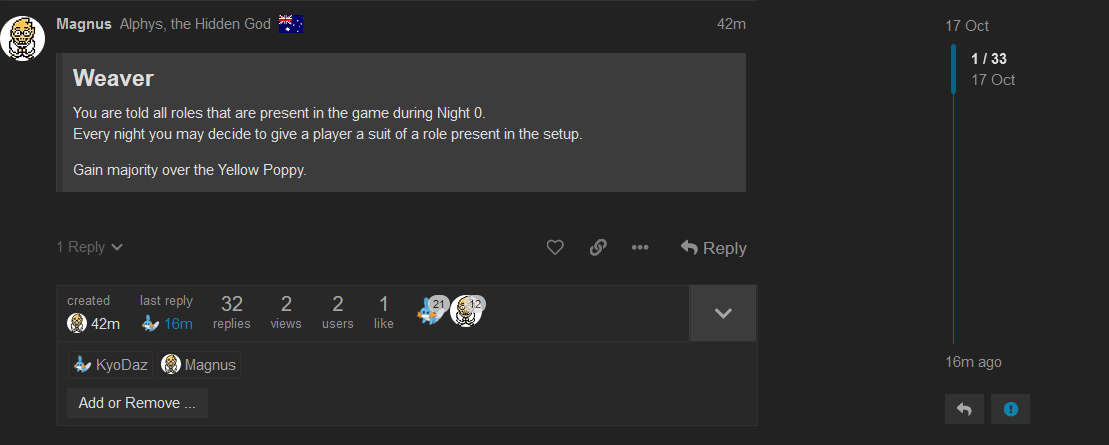 Magnus Alphys, the Hidden God 42m
Weaver
You are told all roles that are present in the game during Night 0.
Every night you may decide to give a player a suit of a role present in the setup.
Gain majority over the Yellow Poppy.
1 Reply
Reply
created last reply 32 2 2 1 21 12
42m 16m replies views users like
KyoDaz Magnus
Add or Remove ...
17 Oct
1 / 33
17 Oct
16m ago